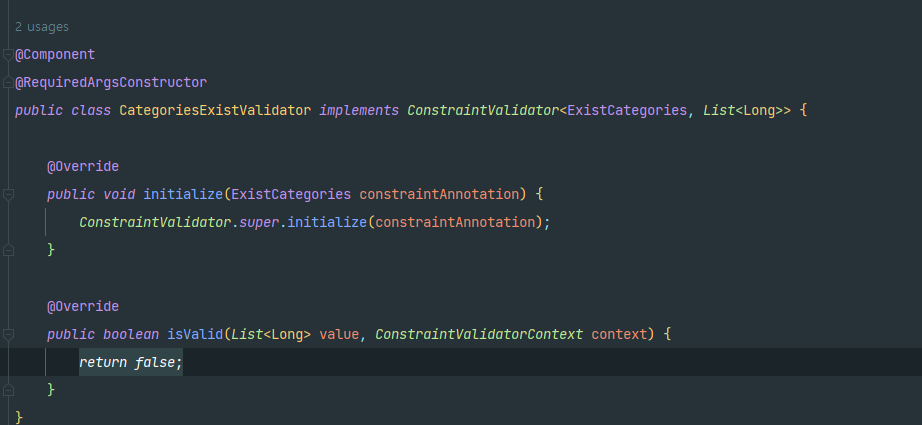 2 usages
@Component
@RequiredArgsConstructor
public class CategoriesExistValidator implements ConstraintValidator<ExistCategories, List<Long>> {
@Override
public void initialize(ExistCategories constraintAnnotation) {
ConstraintValidator.super.initialize(constraintAnnotation);
}
@Override
public boolean isValid(List<Long> value, ConstraintValidatorContext context) {
return false;
}
}